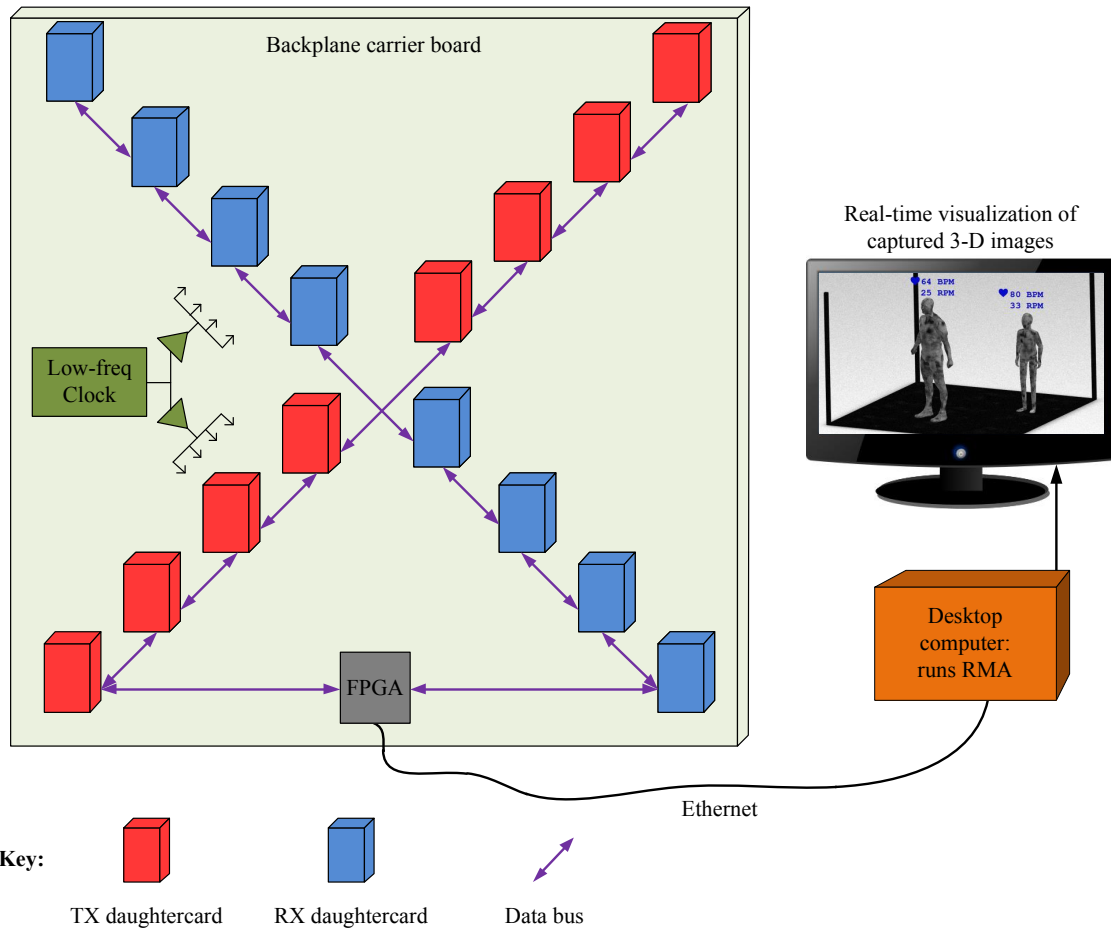 Backplane carrier board
Real-time visualization of
captured 3-D images
64 BPM
25 RPM
80 BPM
33 RPM
Low-freq
Clock
Desktop
computer:
runs RMA
FPGA
Ethernet
Key:
TX daughtercard
RX daughtercard
Data bus